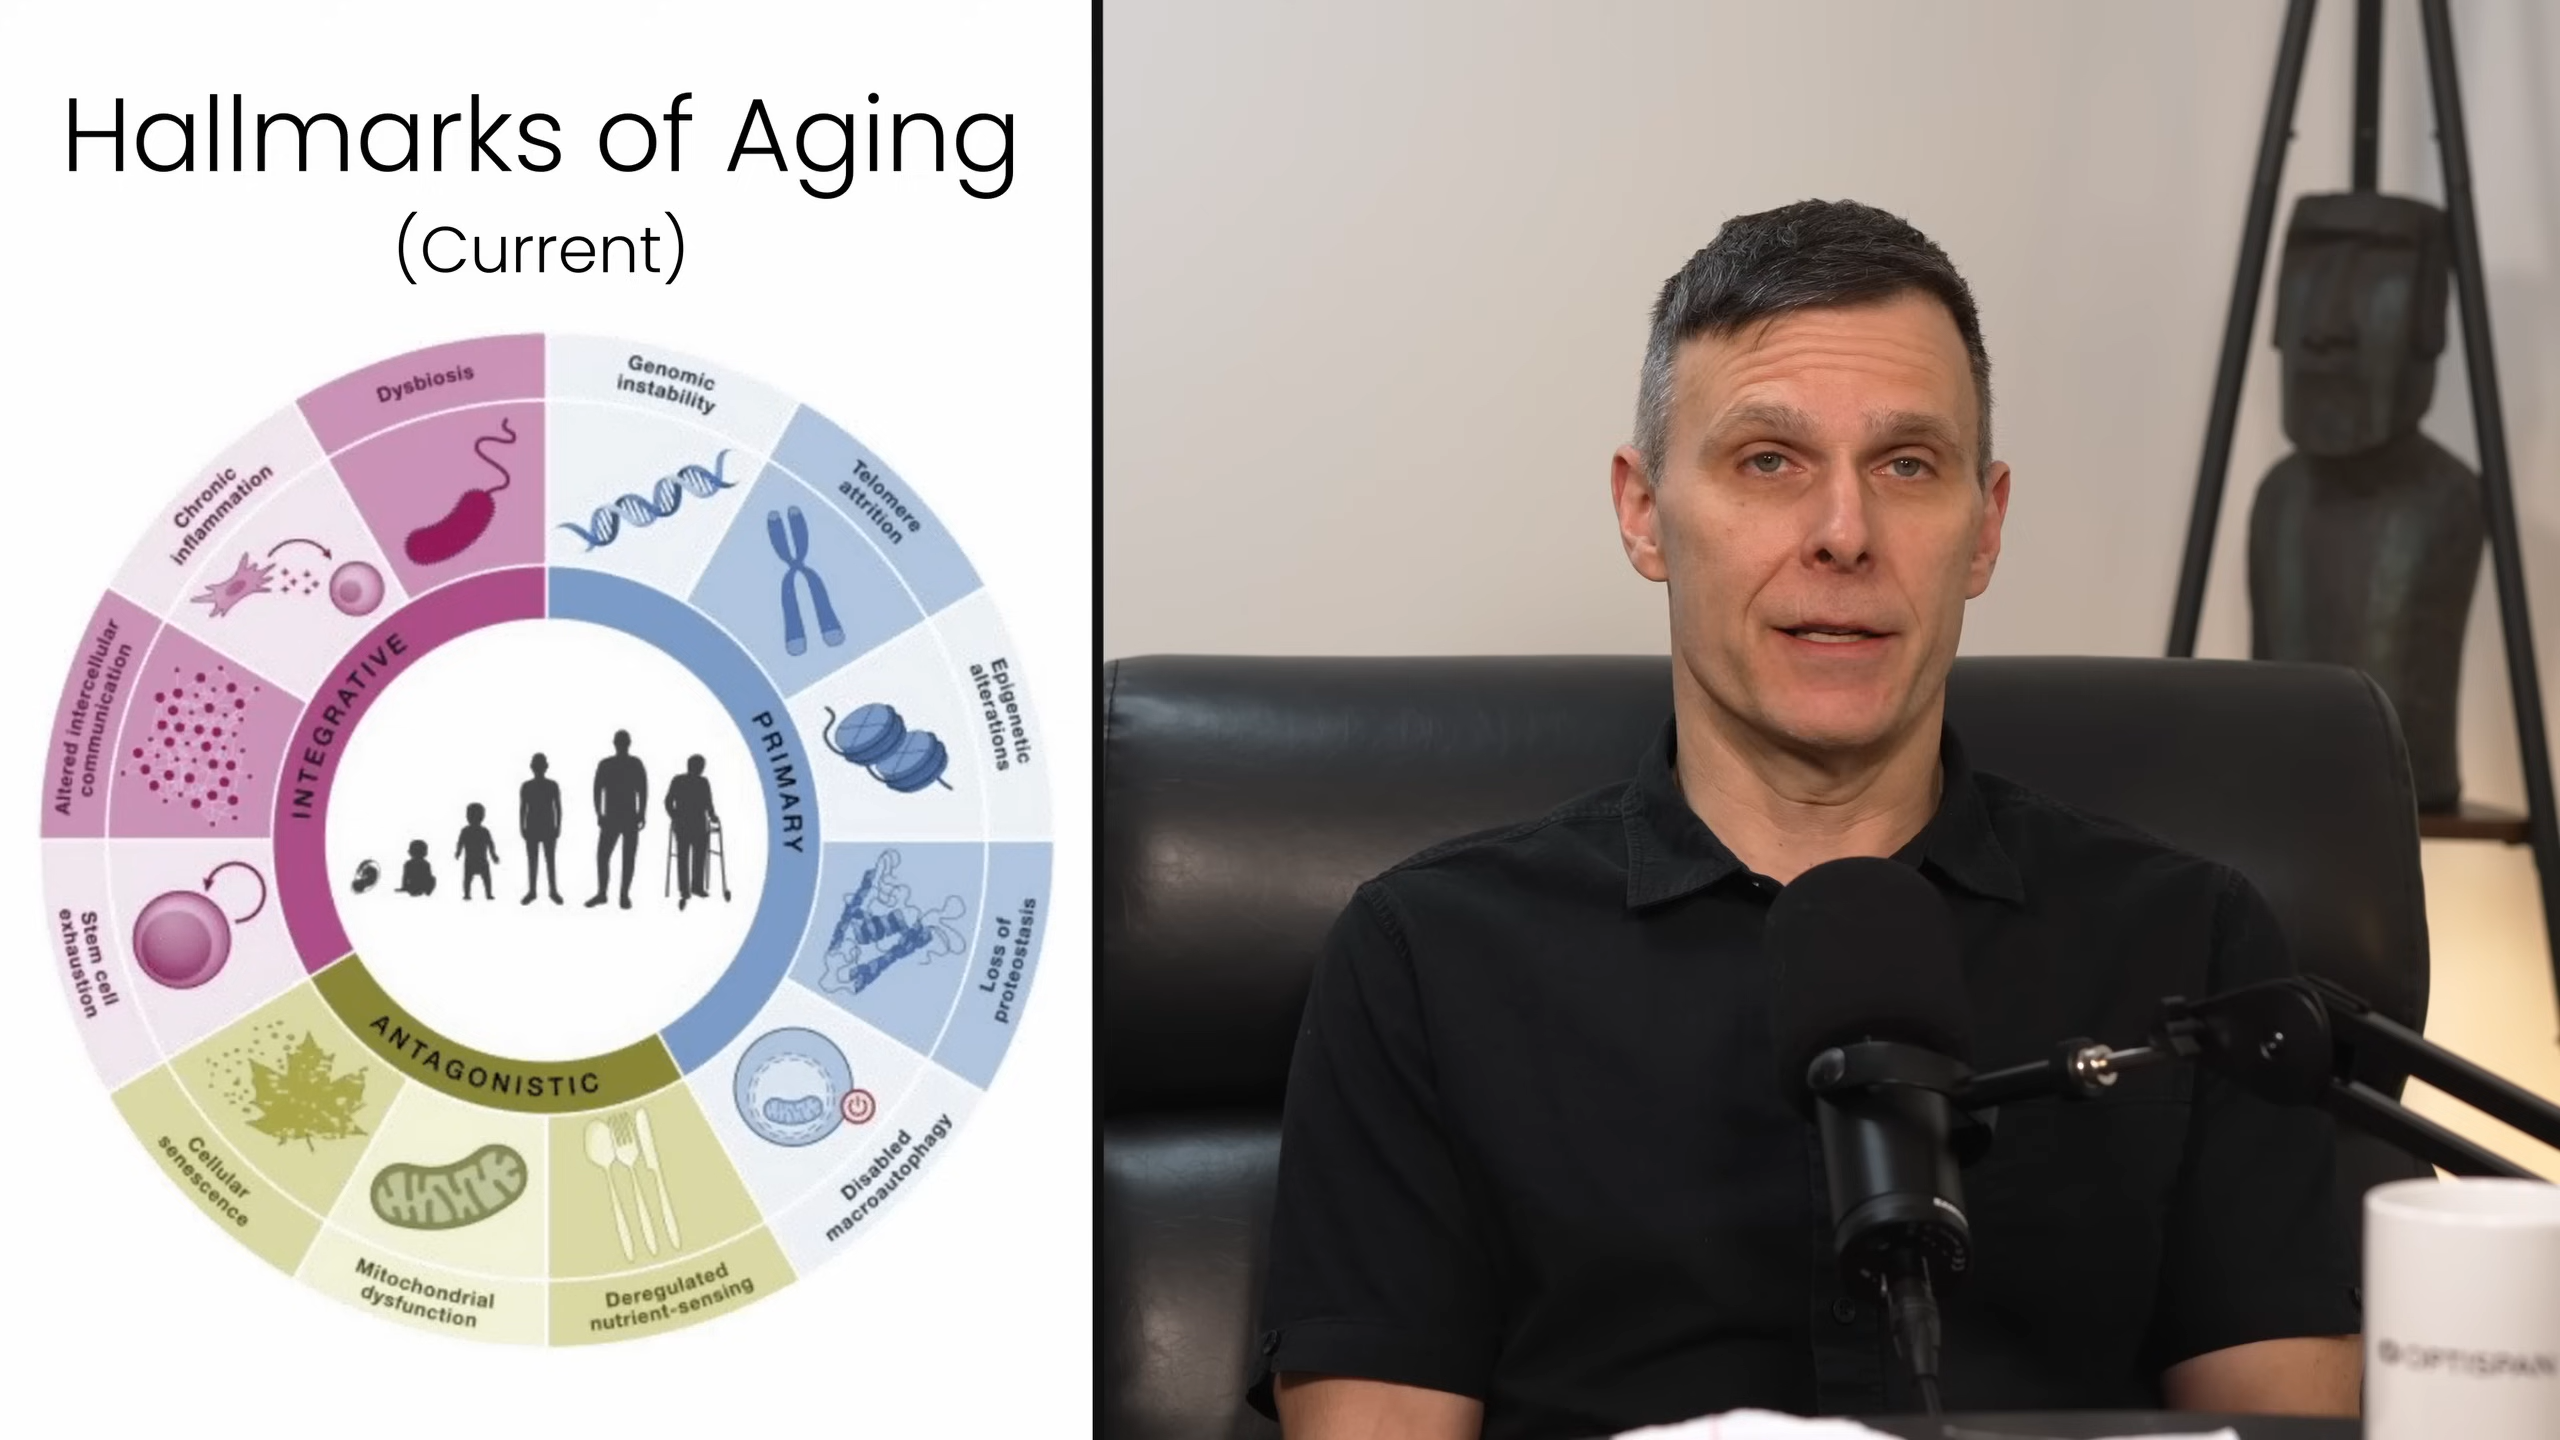 Hallmarks of Aging
(Current)
Dysbiosis
Genomic
instability
Telomere
attrition
Epigenetic
alterations
Loss of
proteostasis
Disabled
macroautophagy
Deregulated
nutrient-sensing
Mitochondrial
dysfunction
Cellular
senescence
Stem cell
exhaustion
Altered intercellular
communication
Chronic
inflammation
INTEGRATIVE
PRIMARY
ANTAGONISTIC
OPTISPAN